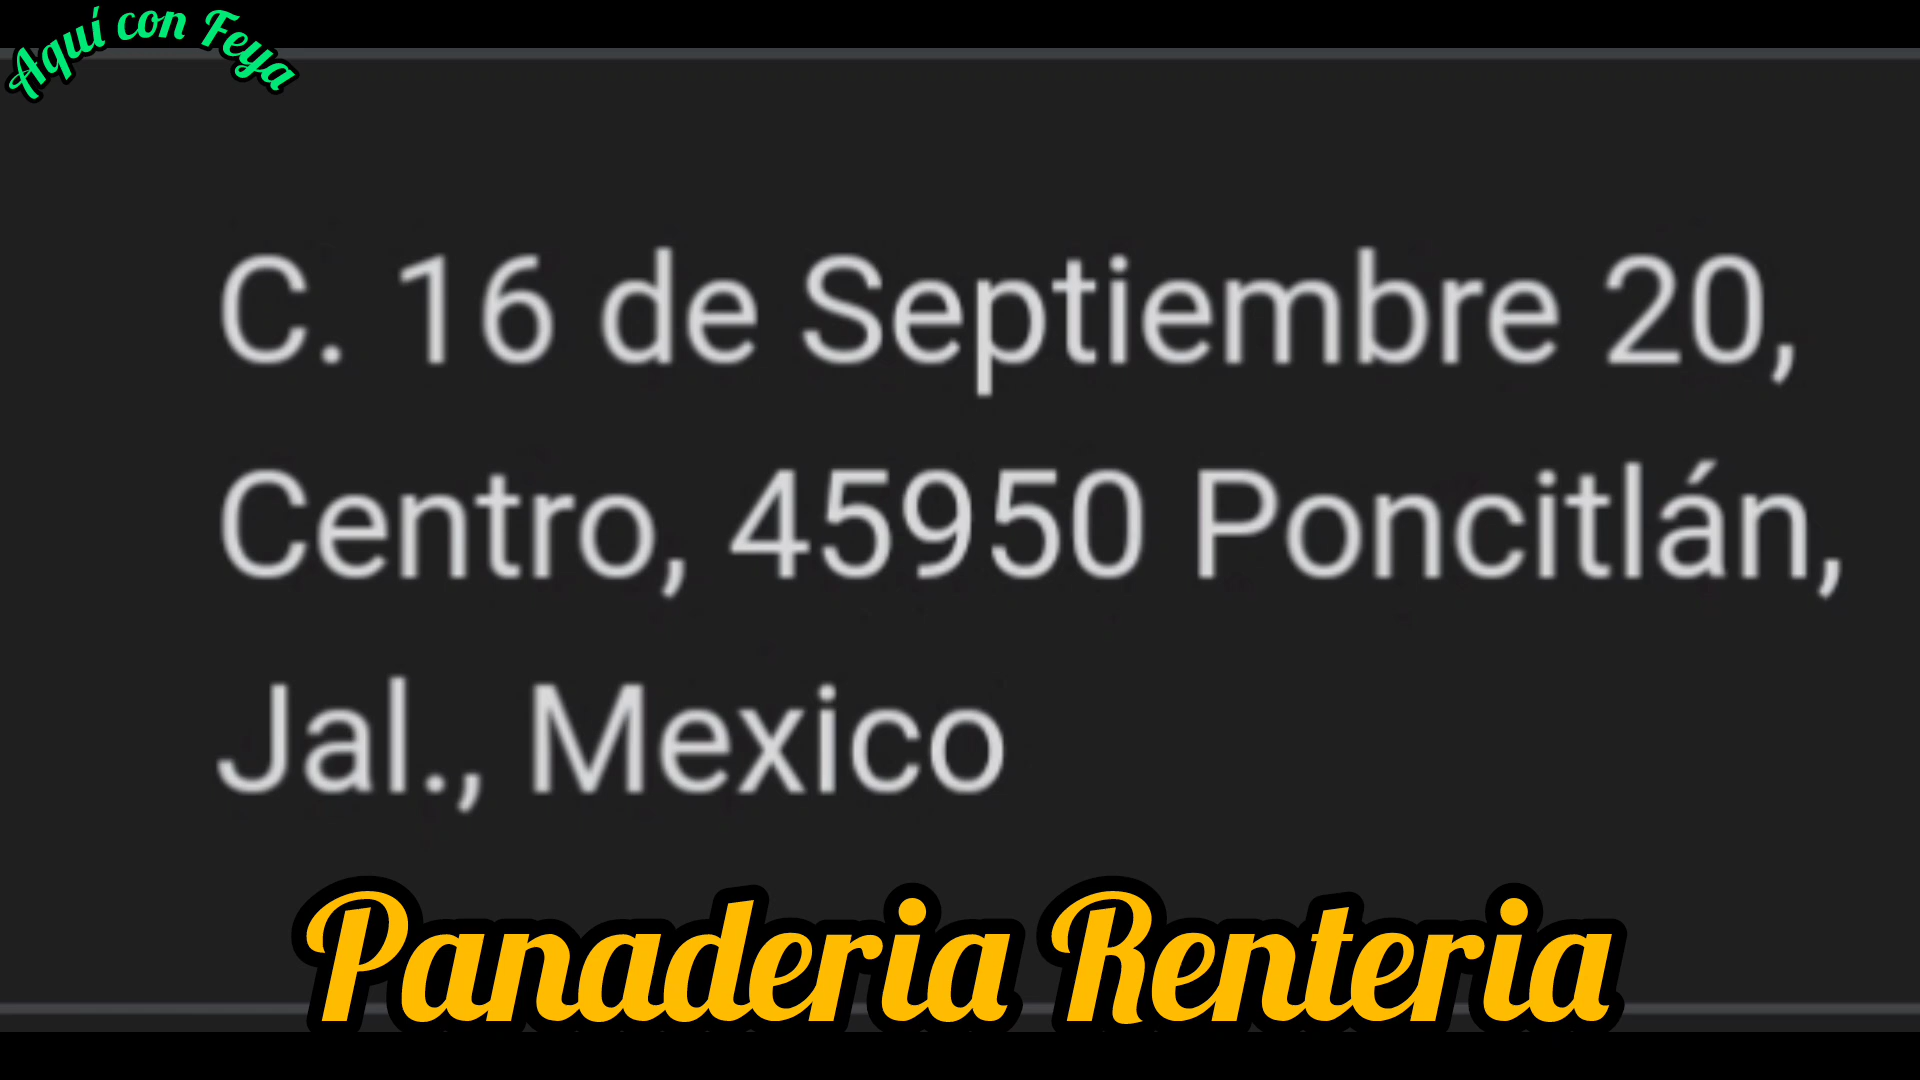 Aquí con Feya
C. 16 de Septiembre 20,
Centro, 45950 Poncitlán,
Jal., Mexico
Panaderia Renteria